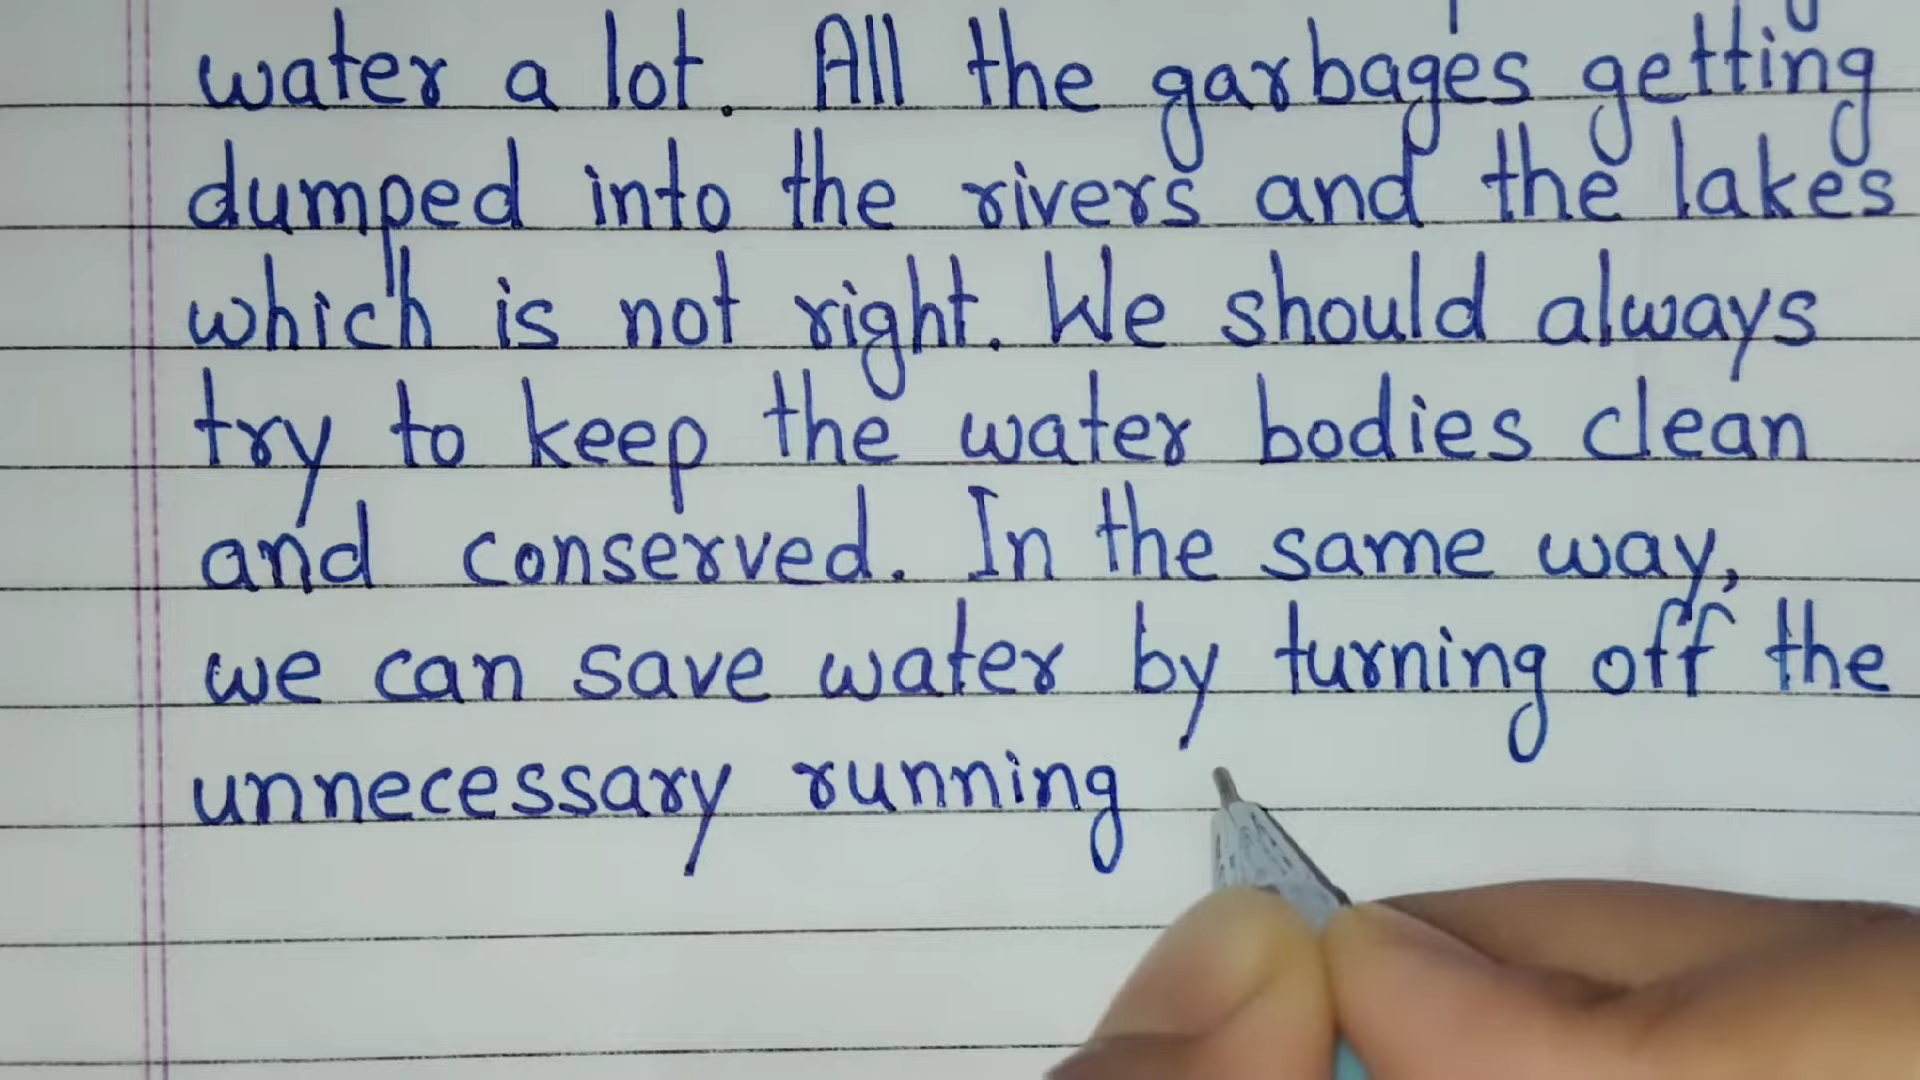 water a lot. All the garbages getting
dumped into the rivers and the lakes
which is not right. We should always
try to keep the water bodies clean
and conserved. In the same way,
we can save water by turning off the
unnecessary running